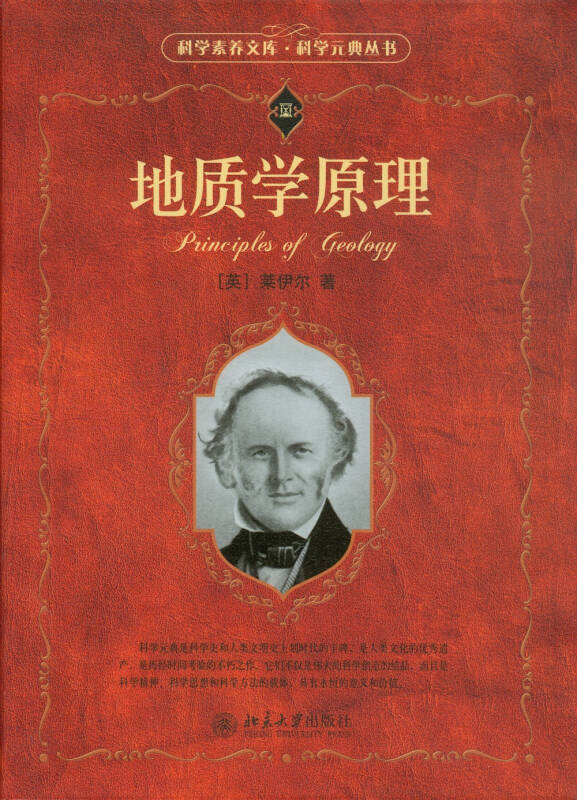 科学素养文库·科学元典丛书
地质学原理
Principles of Geology
[英] 莱伊尔 著
科学元典是科学史和人类文明史上划时代的丰碑，是人类文化的优秀遗
产，是历经时间考验的不朽之作。它们不仅是伟大的科学创造的结晶，而且是
科学精神、科学思想和科学方法的载体，具有永恒的意义和价值。
北京大学出版社
PEKING UNIVERSITY PRESS